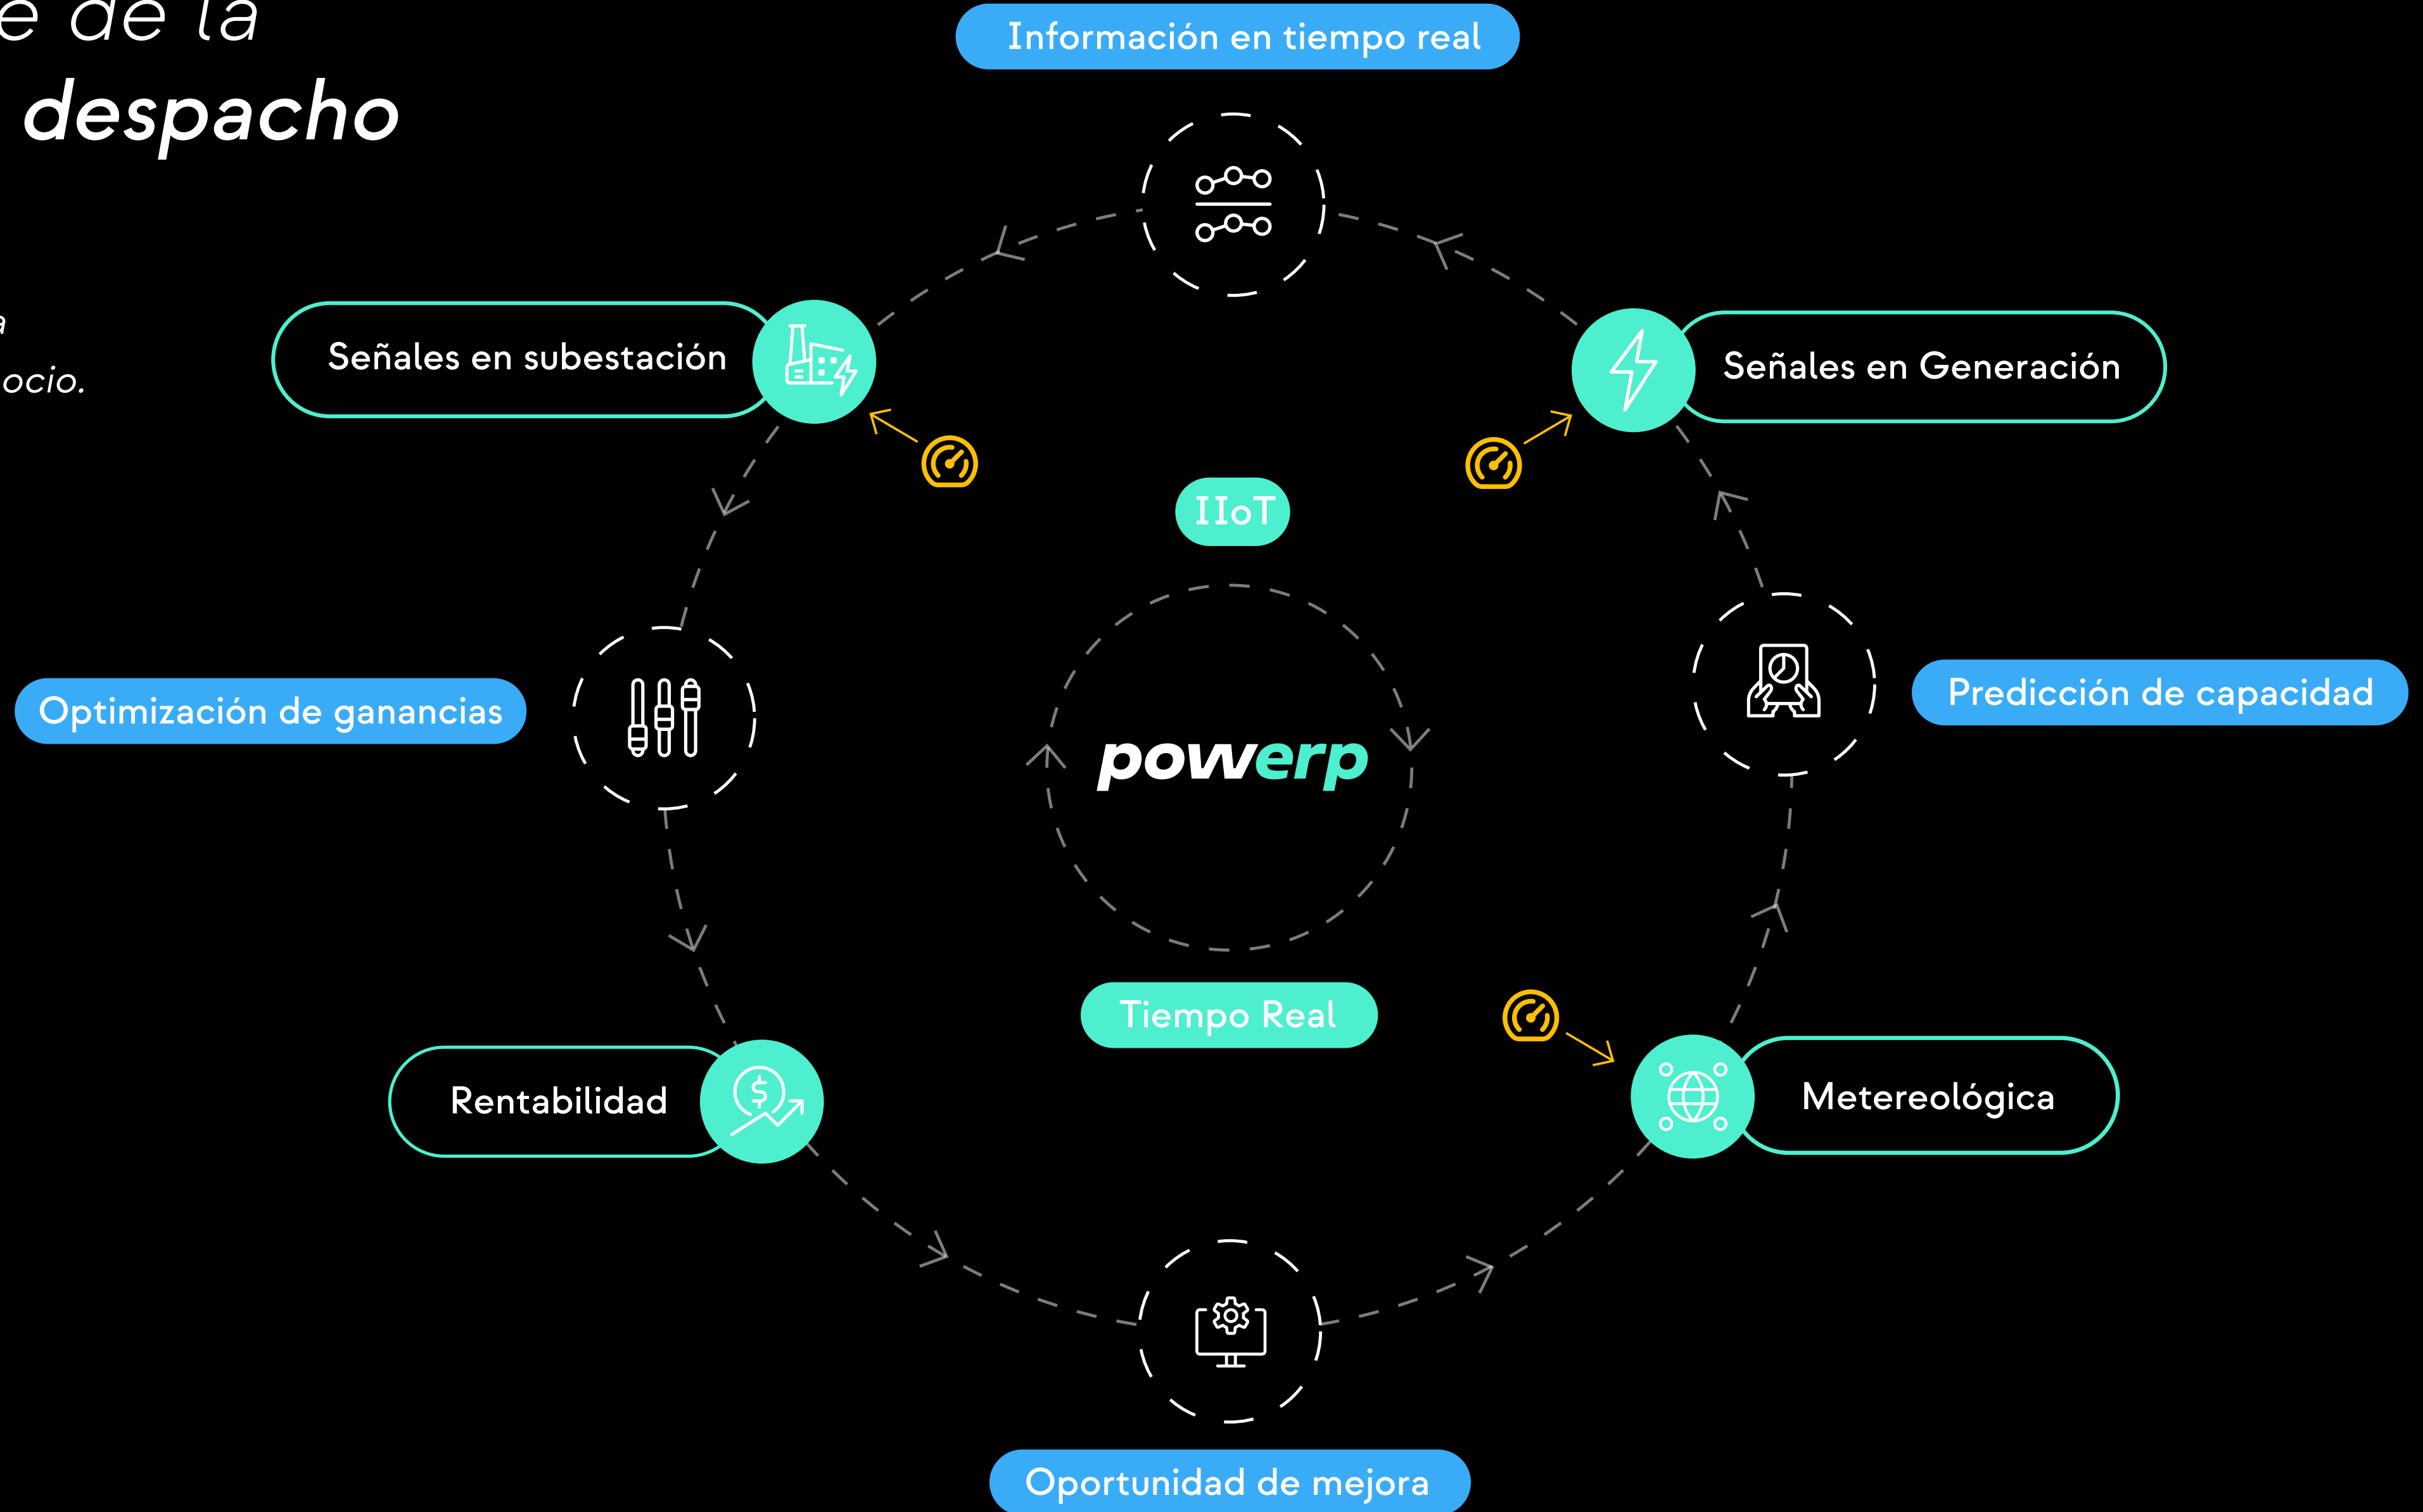 de la
despacho
ocio.
Información en tiempo real
Señales en subestación
Señales en Generación
IIoT
Optimización de ganancias
powerp
Predicción de capacidad
Tiempo Real
Rentabilidad
Metereológica
Oportunidad de mejora